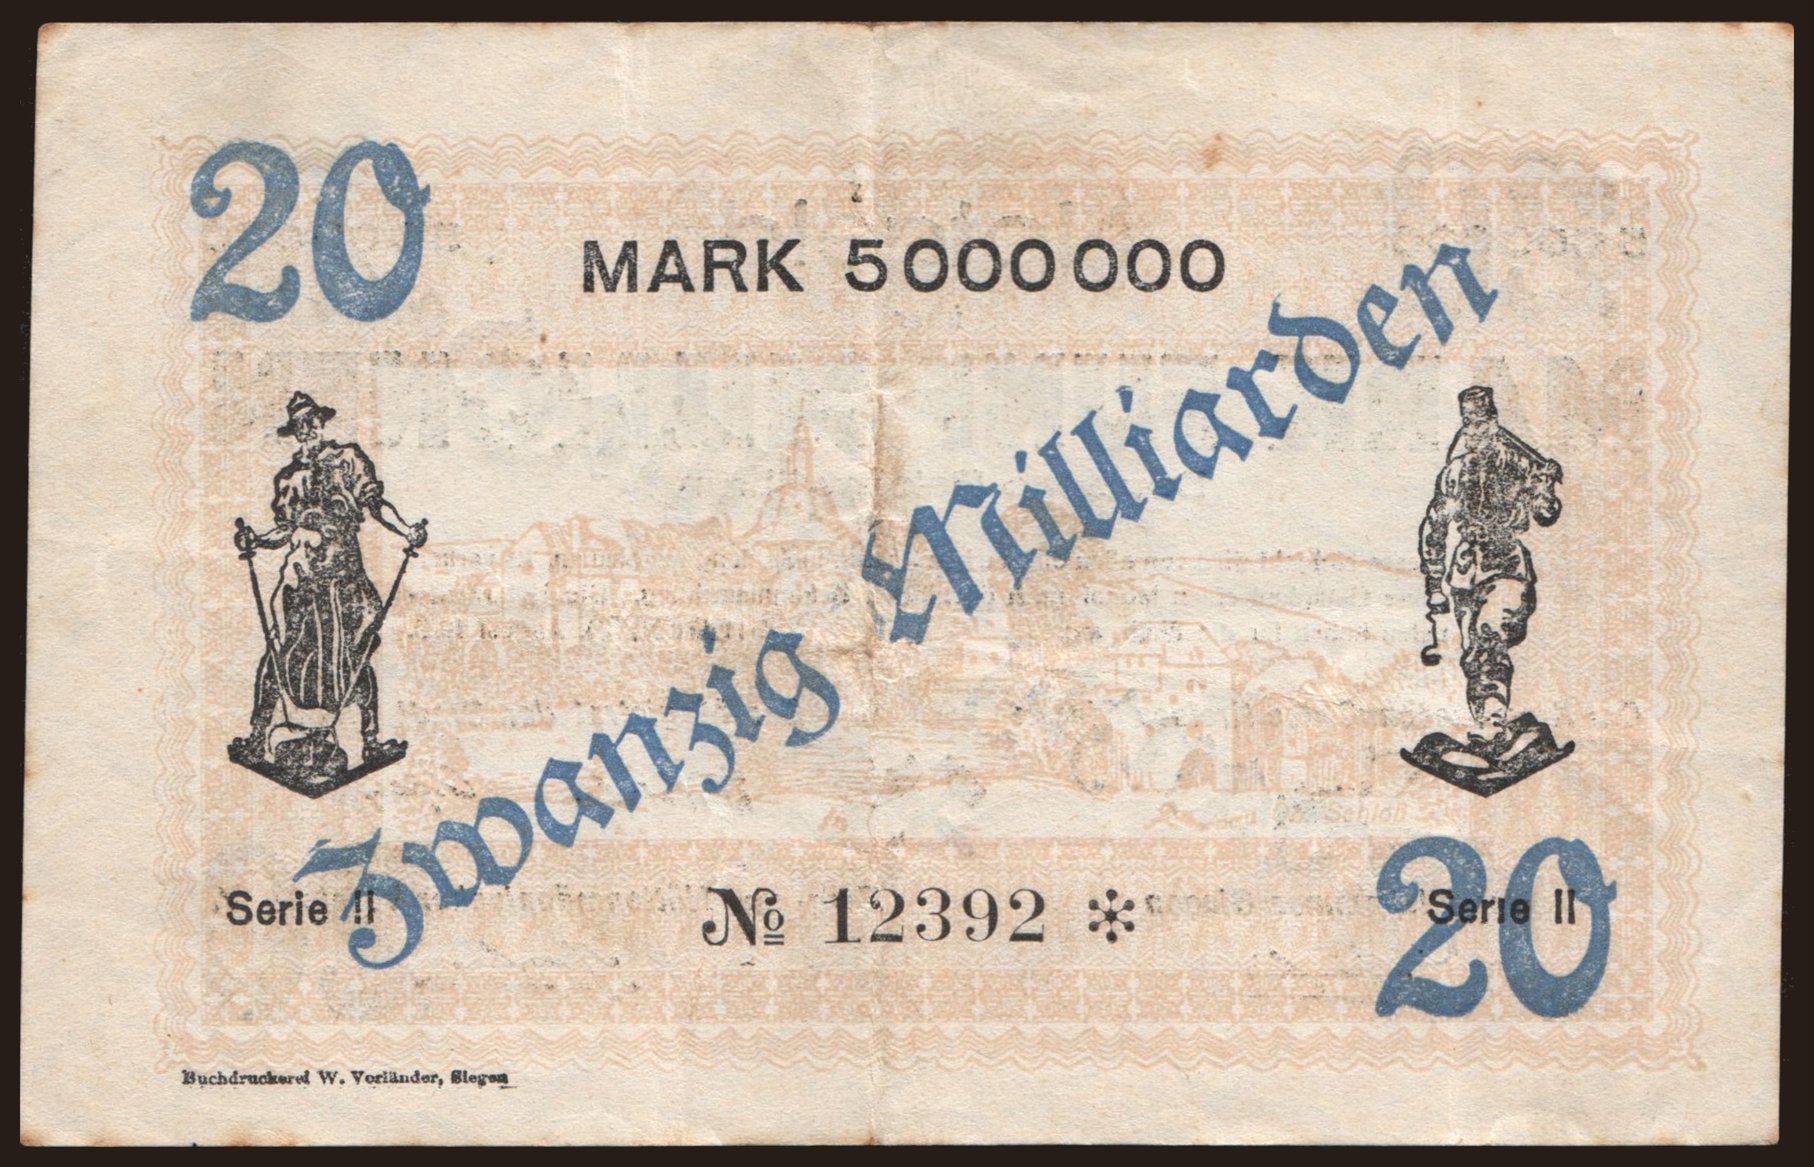 20
MARK 5000000
Zwanzig Milliarden
Serie II
№ 12392 *
Serie II
20
Buchdruckerei W. Vorländer, Siegen